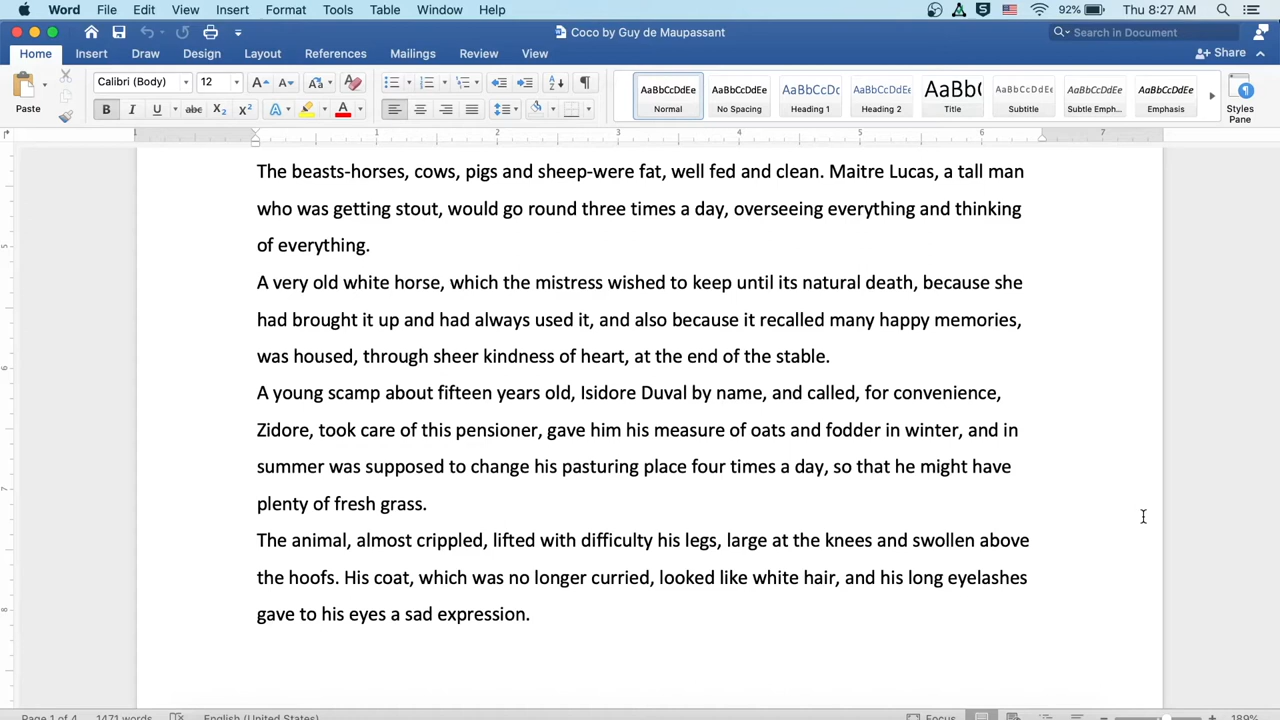 Word File Edit View Insert Format Tools Table Window Help 92% Thu 8:27 AM
Coco by Guy de Maupassant Search in Document
Home Insert Draw Design Layout References Mailings Review View Share
Paste Calibri (Body) 12 AaBbCcDdEe AaBbCcDdEe AaBbCcDc AaBbCcDdEe AaBbC AaBbCcDdEe AaBbCcDdEe AaBbCcDdEe
Normal No Spacing Heading 1 Heading 2 Title Subtitle Subtle Emph... Emphasis Styles Pane
1 1 2 3 4 5 6 7
The beasts-horses, cows, pigs and sheep-were fat, well fed and clean. Maitre Lucas, a tall man
who was getting stout, would go round three times a day, overseeing everything and thinking
of everything.
A very old white horse, which the mistress wished to keep until its natural death, because she
had brought it up and had always used it, and also because it recalled many happy memories,
was housed, through sheer kindness of heart, at the end of the stable.
A young scamp about fifteen years old, Isidore Duval by name, and called, for convenience,
Zidore, took care of this pensioner, gave him his measure of oats and fodder in winter, and in
summer was supposed to change his pasturing place four times a day, so that he might have
plenty of fresh grass.
The animal, almost crippled, lifted with difficulty his legs, large at the knees and swollen above
the hoofs. His coat, which was no longer curried, looked like white hair, and his long eyelashes
gave to his eyes a sad expression.
Page 1 of 4 1471 words English (United States) Focus 189%